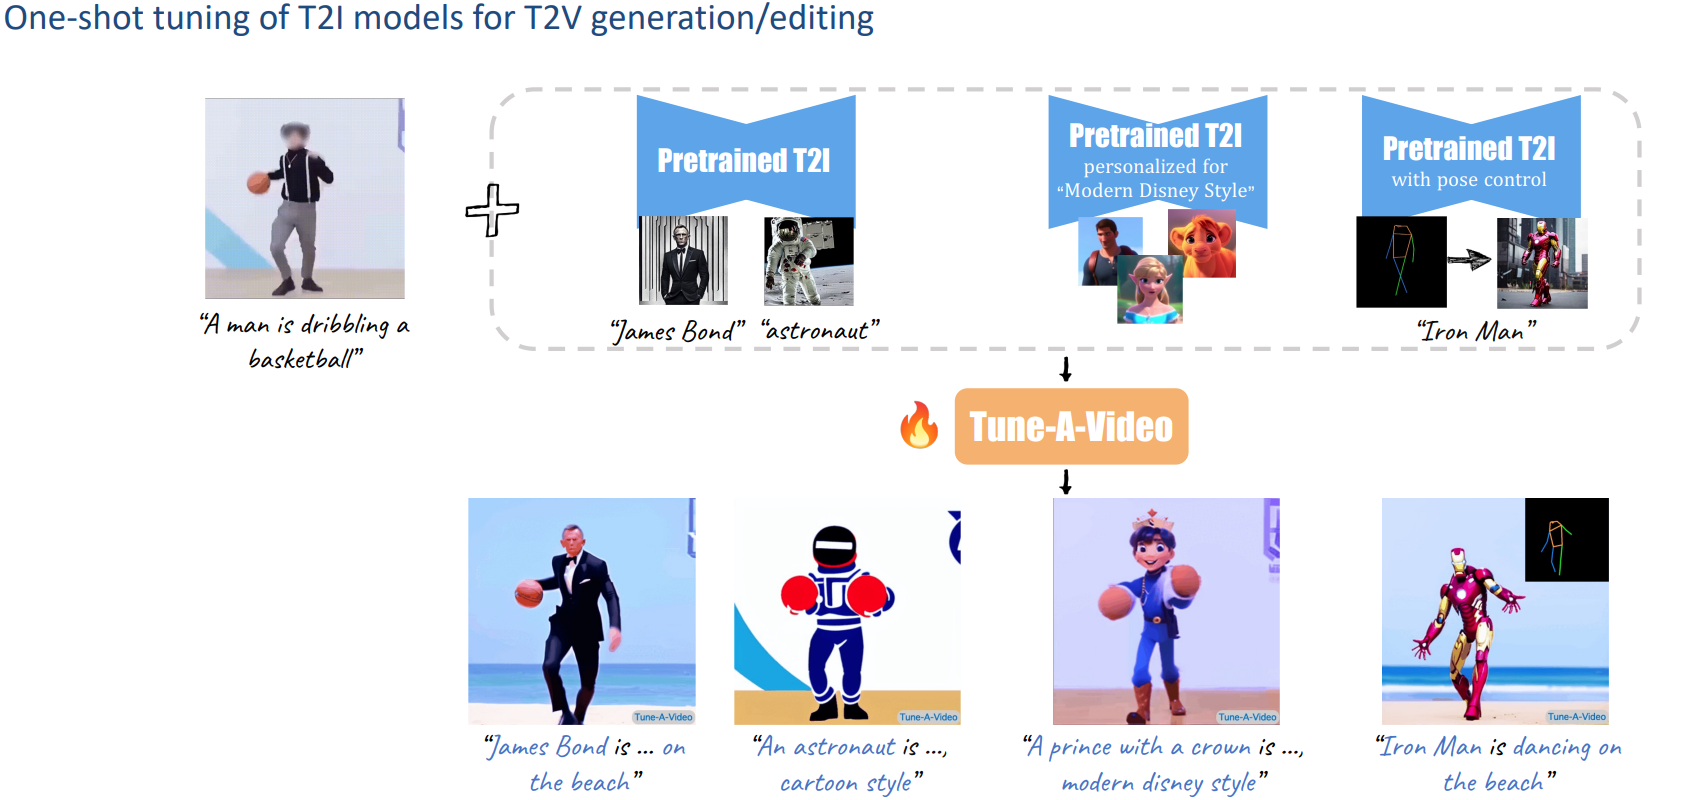 One-shot tuning of T2I models for T2V generation/editing
Pretrained T2I
Pretrained T2I
personalized for
“Modern Disney Style”
Pretrained T2I
with pose control
“A man is dribbling a
basketball”
“James Bond”
“astronaut”
“Iron Man”
Tune-A-Video
Tune-A-Video
Tune-A-Video
Tune-A-Video
Tune-A-Video
“James Bond is ... on
the beach”
“An astronaut is ...,
cartoon style”
“A prince with a crown is ...,
modern disney style”
“Iron Man is dancing on
the beach”